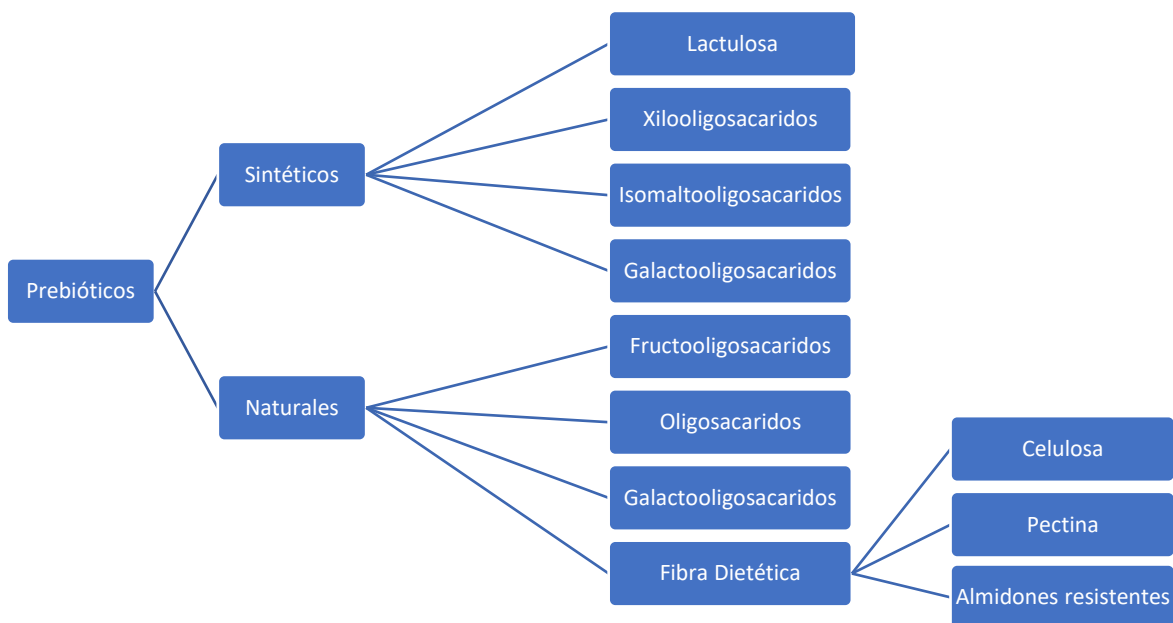 Prebióticos
Sintéticos
Lactulosa
Xilooligosacaridos
Isomaltooligosacaridos
Galactooligosacaridos
Naturales
Fructooligosacaridos
Oligosacaridos
Galactooligosacaridos
Fibra Dietética
Celulosa
Pectina
Almidones resistentes